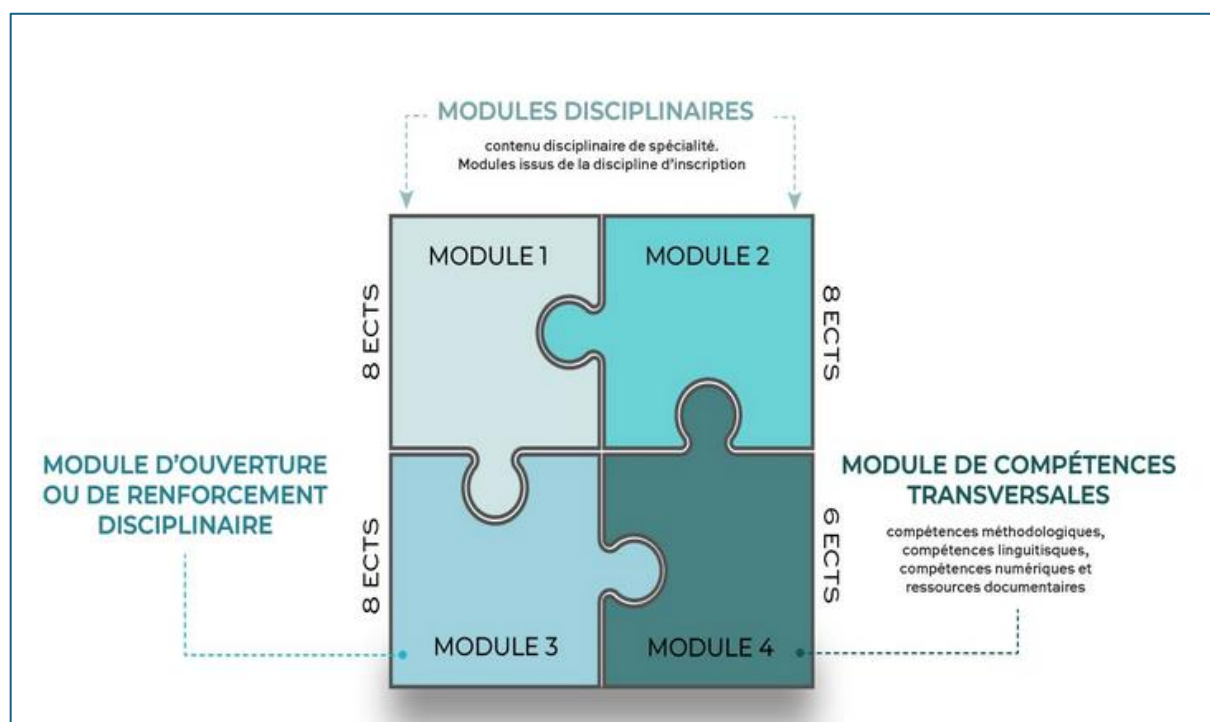 MODULES DISCIPLINAIRES
contenu disciplinaire de spécialité.
Modules issus de la discipline d'inscription
MODULE 1
MODULE 2
8 ECTS
8 ECTS
MODULE D'OUVERTURE
OU DE RENFORCEMENT
DISCIPLINAIRE
8 ECTS
6 ECTS
MODULE DE COMPÉTENCES
TRANSVERSALES
compétences méthodologiques,
compétences linguitisques,
compétences numériques et
ressources documentaires
MODULE 3
MODULE 4